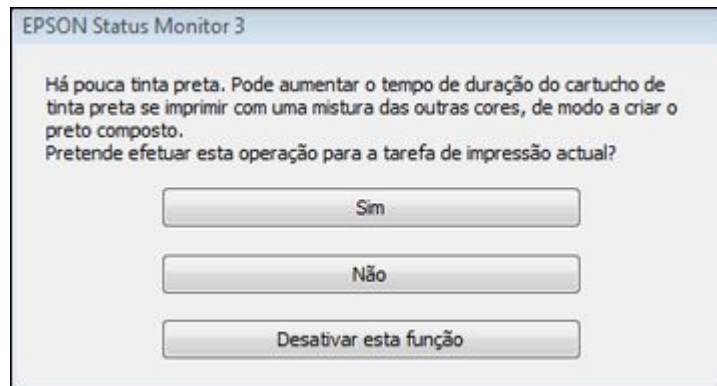 EPSON Status Monitor 3
Há pouca tinta preta. Pode aumentar o tempo de duração do cartucho de
tinta preta se imprimir com uma mistura das outras cores, de modo a criar o
preto composto.
Pretende efetuar esta operação para a tarefa de impressão actual?
Sim
Não
Desativar esta função